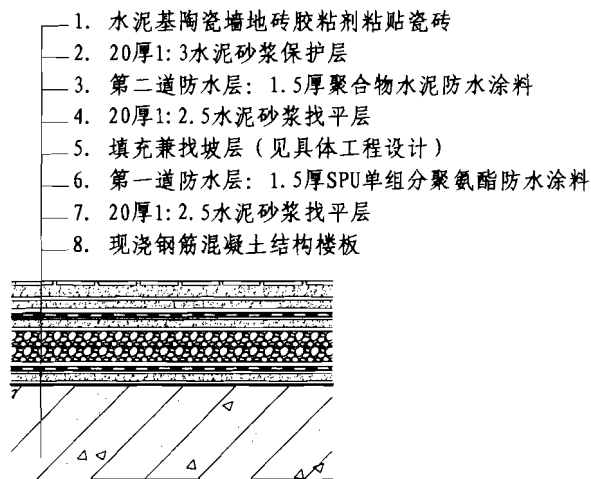 1. 水泥基陶瓷墙地砖胶粘剂粘贴瓷砖
2. 20厚1:3水泥砂浆保护层
3. 第二道防水层: 1.5厚聚合物水泥防水涂料
4. 20厚1:2.5水泥砂浆找平层
5. 填充兼找坡层（见具体工程设计）
6. 第一道防水层: 1.5厚SPU单组分聚氨酯防水涂料
7. 20厚1:2.5水泥砂浆找平层
8. 现浇钢筋混凝土结构楼板